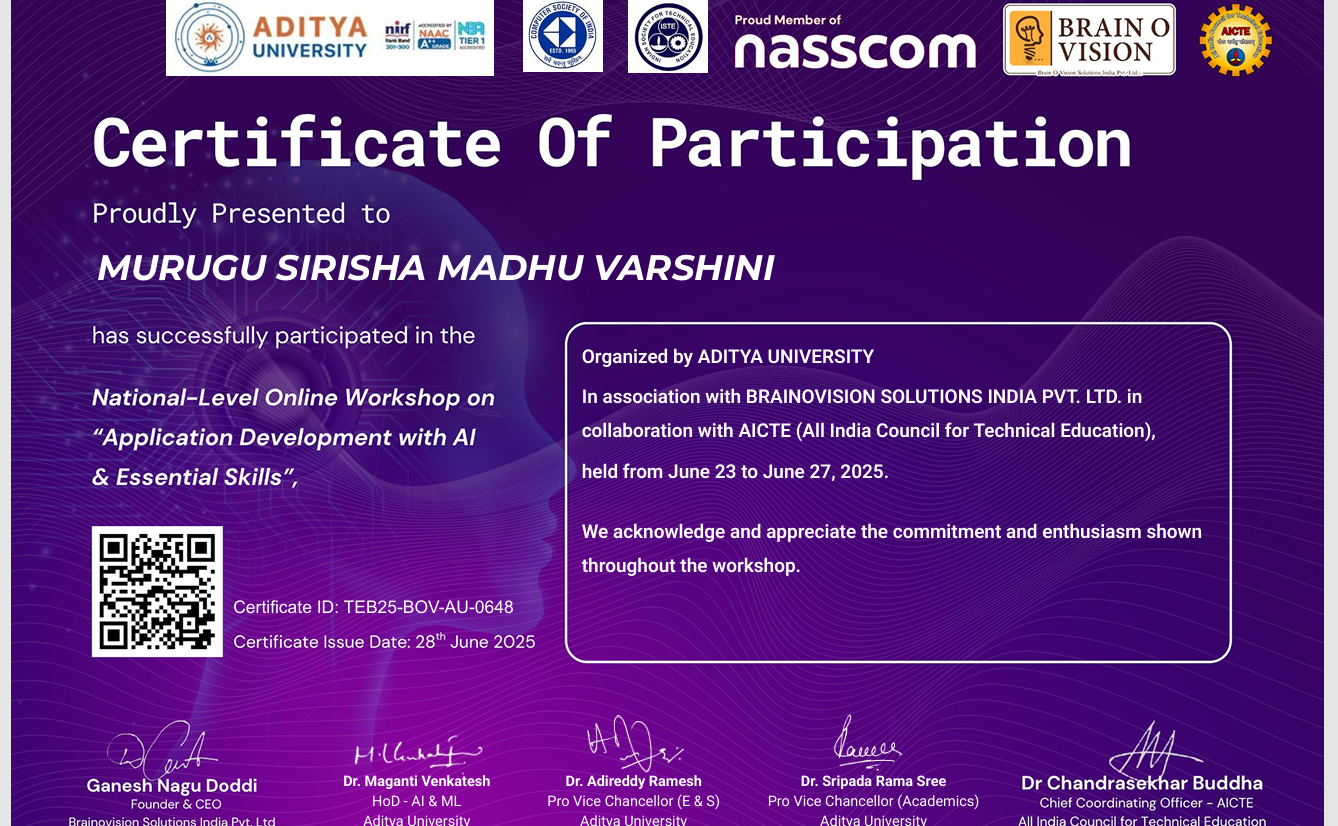 ADITYA
UNIVERSITY
nirf
Rank Band
201-300
ACCREDITED BY
NAAC
A++ GRADE
NBA
TIER 1
ACCREDITED
COMPUTER SOCIETY OF INDIA
ESTD. 1965
INDIAN SOCIETY FOR TECHNICAL EDUCATION
ISTE
Proud Member of
nasscom
BRAIN O
VISION
Brain O Vision Solutions India Pvt. Ltd.
AICTE
Certificate Of Participation
Proudly Presented to
MURUGU SIRISHA MADHU VARSHINI
has successfully participated in the
National-Level Online Workshop on
“Application Development with AI
& Essential Skills”,
Organized by ADITYA UNIVERSITY
In association with BRAINOVISION SOLUTIONS INDIA PVT. LTD. in
collaboration with AICTE (All India Council for Technical Education),
held from June 23 to June 27, 2025.
We acknowledge and appreciate the commitment and enthusiasm shown
throughout the workshop.
Certificate ID: TEB25-BOV-AU-0648
Certificate Issue Date: 28th June 2025
Ganesh Nagu Doddi
Founder & CEO
Brainovision Solutions India Pvt. Ltd
Dr. Maganti Venkatesh
HoD - AI & ML
Aditya University
Dr. Adireddy Ramesh
Pro Vice Chancellor (E & S)
Aditya University
Dr. Sripada Rama Sree
Pro Vice Chancellor (Academics)
Aditya University
Dr Chandrasekhar Buddha
Chief Coordinating Officer - AICTE
All India Council for Technical Education